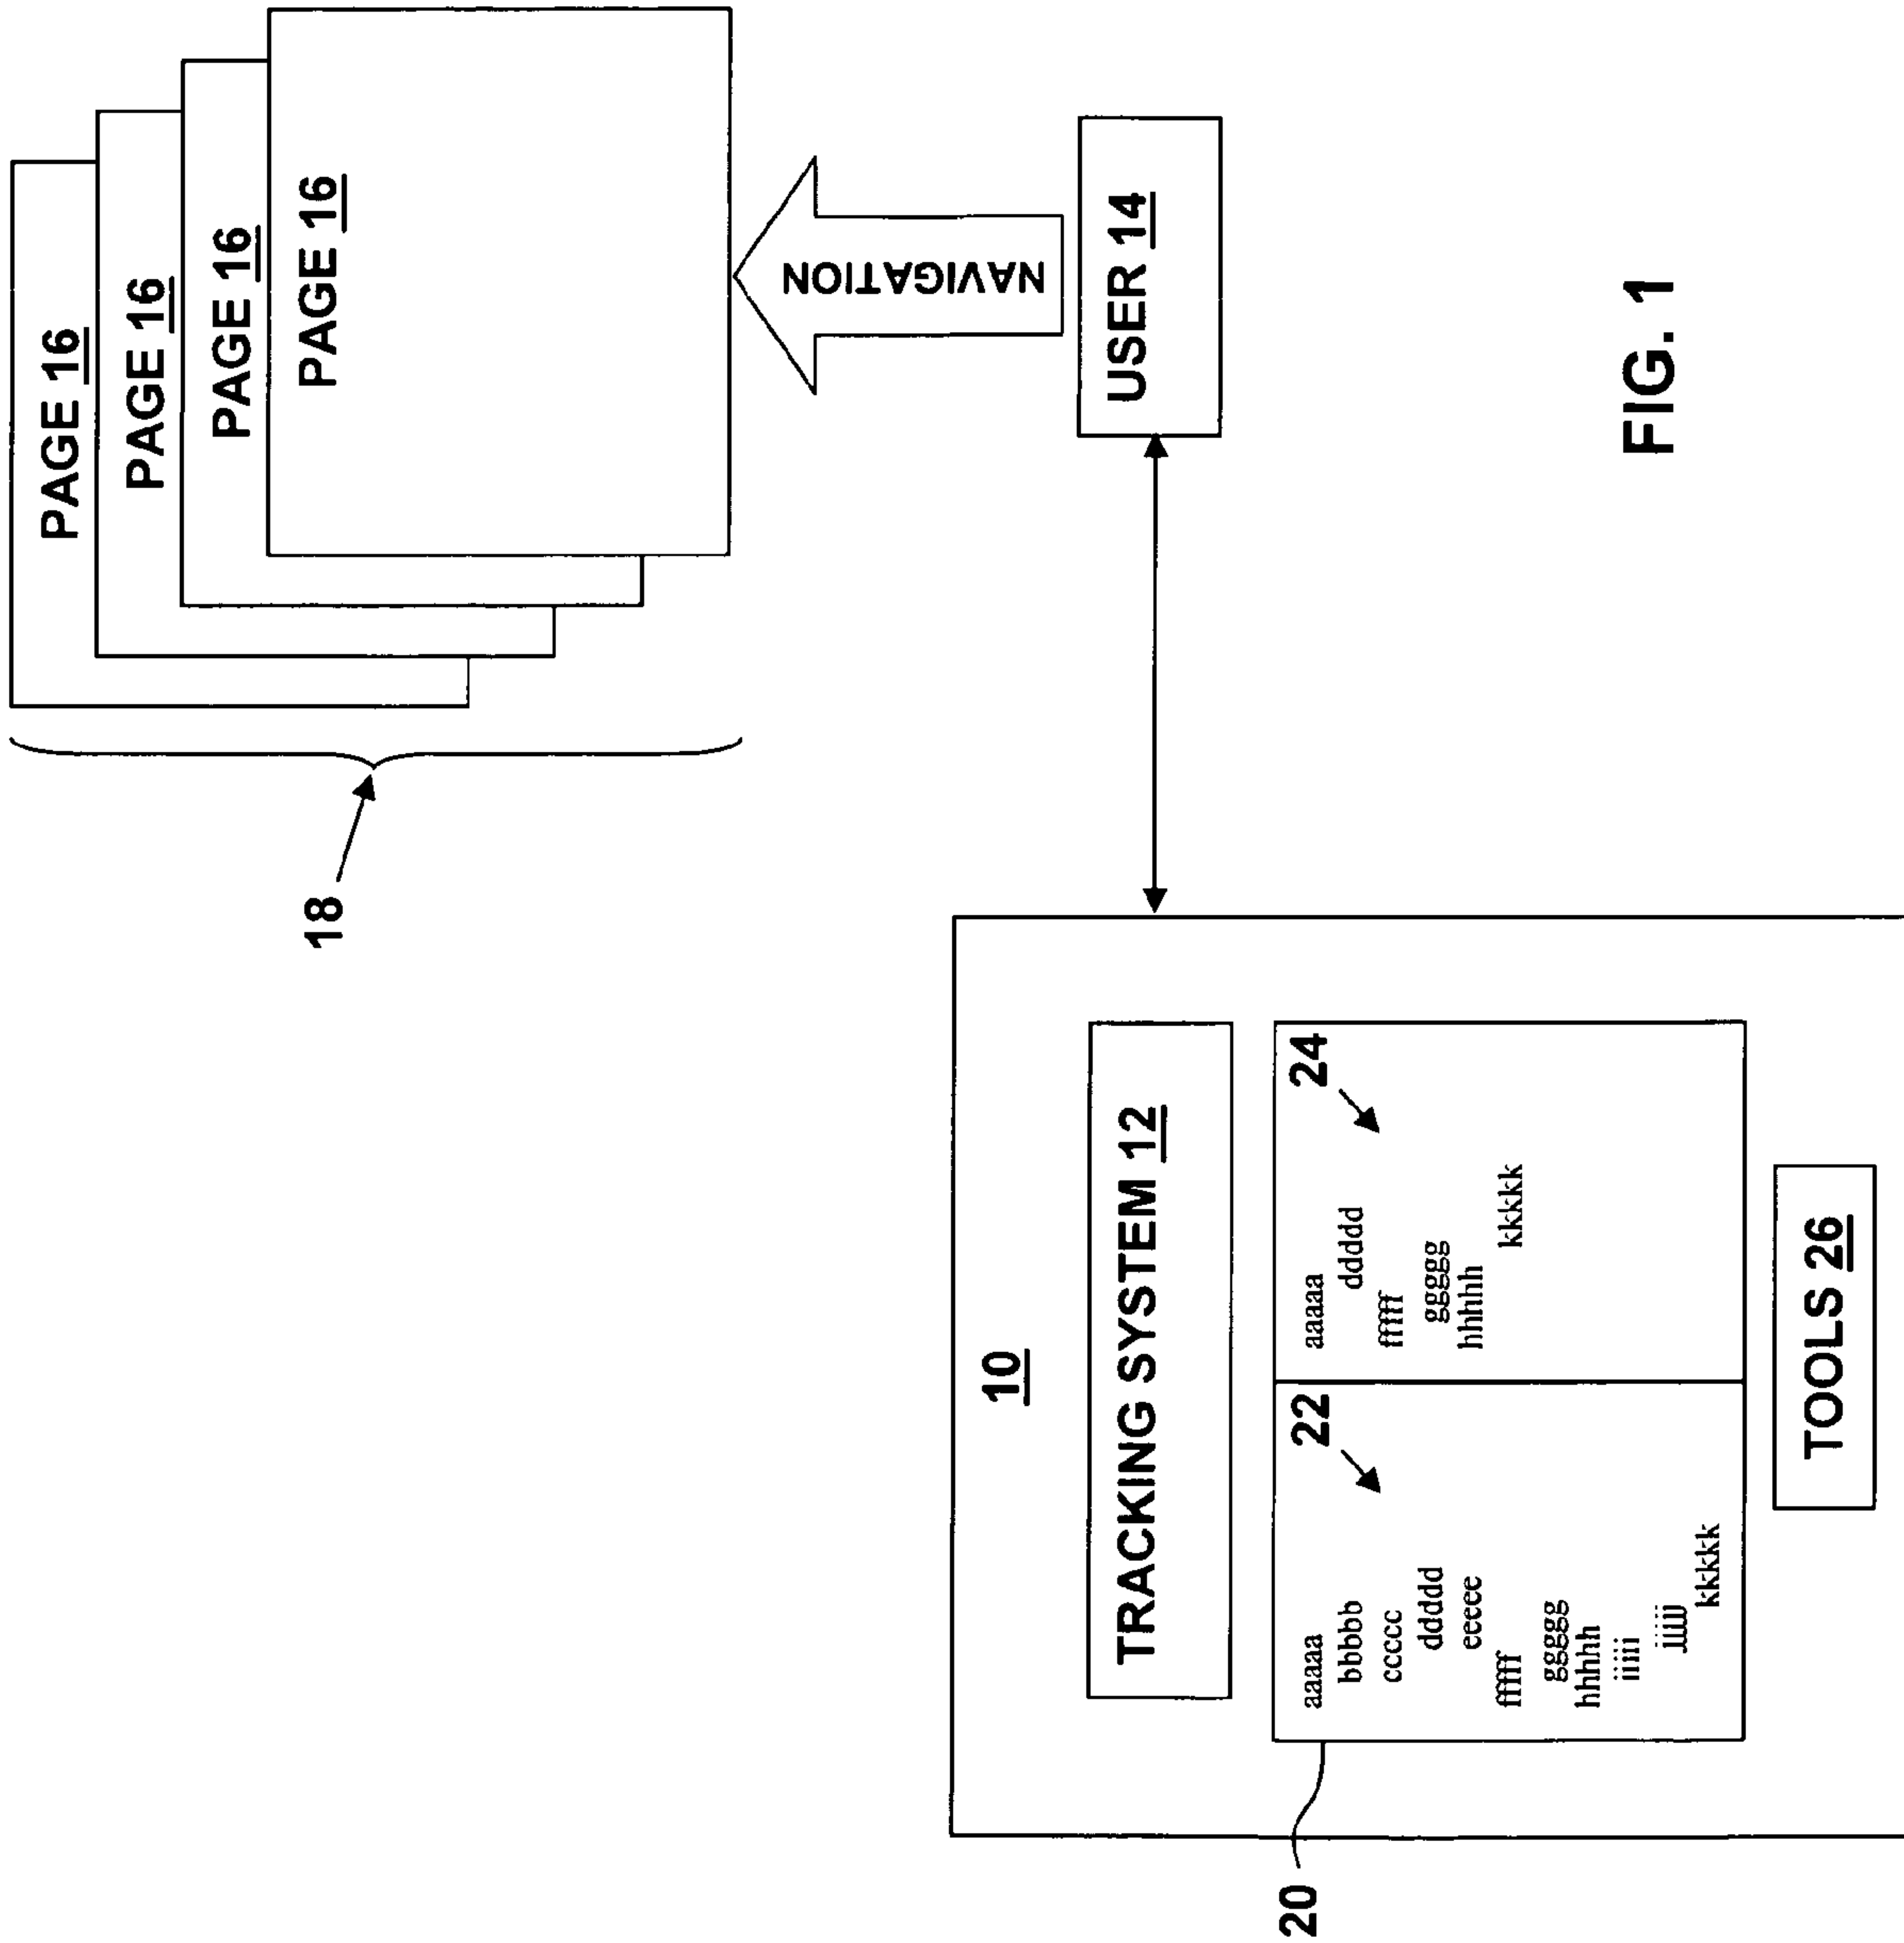 PAGE 16
PAGE 16
PAGE 16
PAGE 16
18
NAVIGATION
USER 14
10
TRACKING SYSTEM 12
20
22
aaaaa
bbbbb
ccccc
ddddd
eeeee
fffff
ggggg
hhhhh
iiiii
jjjjj
kkkkk
24
aaaaa
ddddd
fffff
ggggg
hhhhh
kkkkk
TOOLS 26
FIG. 1